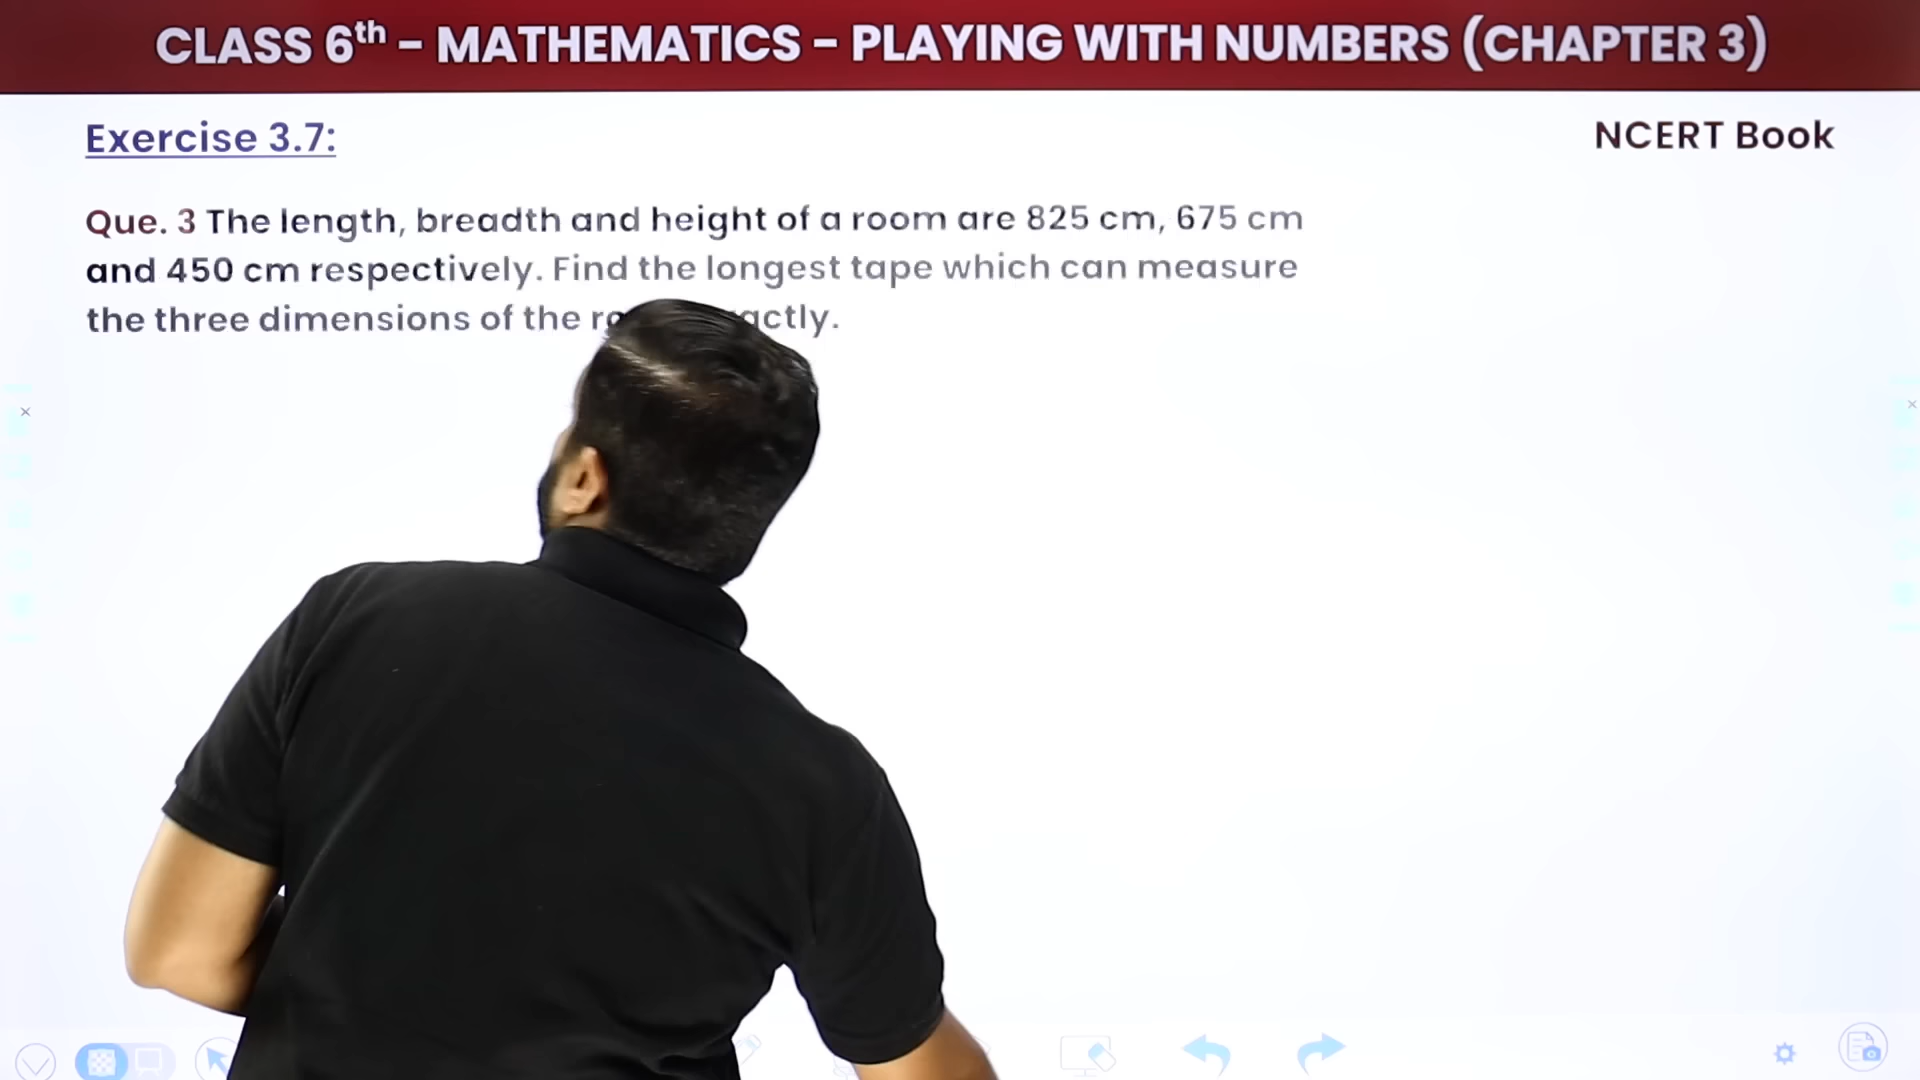 CLASS 6th - MATHEMATICS - PLAYING WITH NUMBERS (CHAPTER 3)
Exercise 3.7:
NCERT Book
Que. 3 The length, breadth and height of a room are 825 cm, 675 cm
and 450 cm respectively. Find the longest tape which can measure
the three dimensions of the